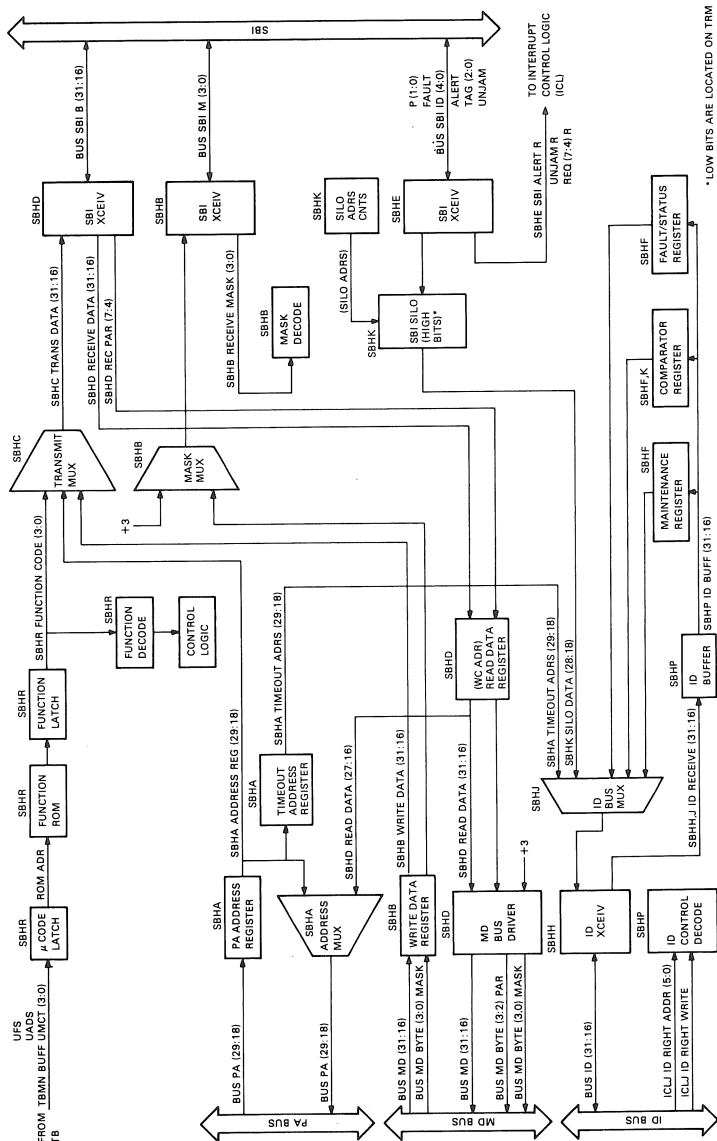 UFS
UADS
FROM TBMN BUFF UMCT (3:0)
TB
SBHR
µ CODE
LATCH
ROM ADR
SBHR
FUNCTION
ROM
SBHR
FUNCTION
LATCH
SBHR FUNCTION CODE (3:0)
SBHR
FUNCTION
DECODE
CONTROL
LOGIC
SBHC
TRANSMIT
MUX
SBHC TRANS DATA (31:16)
SBHD RECEIVE DATA (31:16)
SBHD REC PAR (7:4)
SBHD
SBI
XCEIV
BUS SBI B (31:16)
SBI
+3
SBHB
MASK
MUX
SBHB
SBI
XCEIV
BUS SBI M (3:0)
SBHB RECEIVE MASK (3:0)
SBHB
MASK
DECODE
SBHK
SILO
ADRS
CNTS
(SILO ADRS)
SBHK
SBI SILO
(HIGH
BITS)*
SBHE
SBI
XCEIV
P (1:0)
FAULT
BUS SBI ID (4:0)
ALERT
TAG (2:0)
UNJAM
SBHE SBI ALERT R
UNJAM R
REQ (7:4) R
TO INTERRUPT
CONTROL LOGIC
(ICL)
PA BUS
BUS PA (29:18)
BUS PA (29:18)
SBHA
PA ADDRESS
REGISTER
SBHA ADDRESS REG (29:18)
SBHA
TIMEOUT
ADDRESS
REGISTER
SBHA TIMEOUT ADRS (29:18)
SBHA
ADDRESS
MUX
SBHD READ DATA (27:16)
MD BUS
BUS MD (31:16)
BUS MD BYTE (3:0) MASK
SBHB
WRITE DATA
REGISTER
SBHB WRITE DATA (31:16)
BUS MD (31:16)
BUS MD BYTE (3:2) PAR
BUS MD BYTE (3:0) MASK
SBHD
MD
BUS
DRIVER
SBHD READ DATA (31:16)
+3
SBHD
(WC ADR)
READ DATA
REGISTER
SBHA TIMEOUT ADRS (29:18)
SBHK SILO DATA (28:18)
SBHJ
ID
BUS
MUX
ID BUS
BUS ID (31:16)
SBHH
ID
XCEIV
SBHH,J ID RECEIVE (31:16)
ICLJ ID RIGHT ADDR (5:0)
ICLJ ID RIGHT WRITE
SBHP
ID
CONTROL
DECODE
SBHP
ID
BUFFER
SBHP ID BUFF (31:16)
SBHF
MAINTENANCE
REGISTER
SBHF,K
COMPARATOR
REGISTER
SBHF
FAULT/STATUS
REGISTER
*LOW BITS ARE LOCATED ON TRM